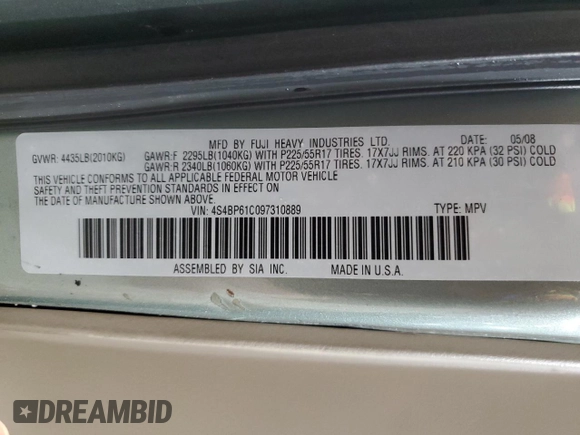 MFD. BY FUJI HEAVY INDUSTRIES LTD. DATE: 05/08
GVWR: 4435LB(2010KG) GAWR:F 2295LB(1040KG) WITH P225/55R17 TIRES. 17X7JJ RIMS. AT 220 KPA (32 PSI) COLD
GAWR:R 2340LB(1060KG) WITH P225/55R17 TIRES. 17X7JJ RIMS. AT 210 KPA (30 PSI) COLD
THIS VEHICLE CONFORMS TO ALL APPLICABLE FEDERAL MOTOR VEHICLE
SAFETY AND THEFT PREVENTION STANDARDS IN EFFECT ON
THE DATE OF MANUFACTURE SHOWN ABOVE.
VIN: 4S4BP61C097310889 TYPE: MPV
ASSEMBLED BY SIA INC. MADE IN U.S.A.
DREAMBID